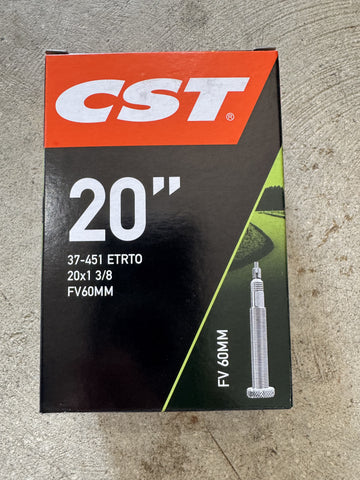 CST®
20”
37-451 ETRTO
20x1 3/8
FV60MM
FV 60MM